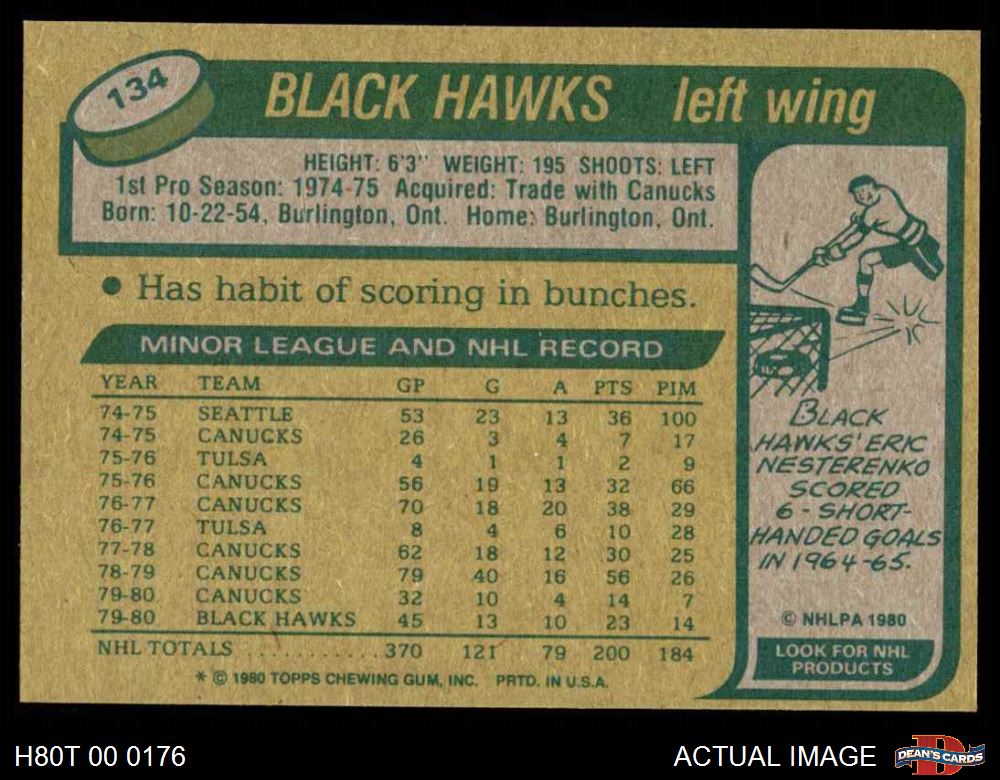 134
BLACK HAWKS left wing
HEIGHT: 6'3" WEIGHT: 195 SHOOTS: LEFT
1st Pro Season: 1974-75 Acquired: Trade with Canucks
Born: 10-22-54, Burlington, Ont. Home: Burlington, Ont.
● Has habit of scoring in bunches.
MINOR LEAGUE AND NHL RECORD
YEAR TEAM GP G A PTS PIM
74-75 SEATTLE 53 23 13 36 100
74-75 CANUCKS 26 3 4 7 17
75-76 TULSA 4 1 1 2 9
75-76 CANUCKS 56 19 13 32 66
76-77 CANUCKS 70 18 20 38 29
76-77 TULSA 8 4 6 10 28
77-78 CANUCKS 62 18 12 30 25
78-79 CANUCKS 79 40 16 56 26
79-80 CANUCKS 32 10 4 14 7
79-80 BLACK HAWKS 45 13 10 23 14
NHL TOTALS ........... 370 121 79 200 184
* © 1980 TOPPS CHEWING GUM, INC. PRTD. IN U.S.A.
BLACK
HAWKS' ERIC
NESTERENKO
SCORED
6-SHORT-
HANDED GOALS
IN 1964-65.
© NHLPA 1980
LOOK FOR NHL
PRODUCTS
H80T 00 0176
ACTUAL IMAGE
D
DEAN'S CARDS